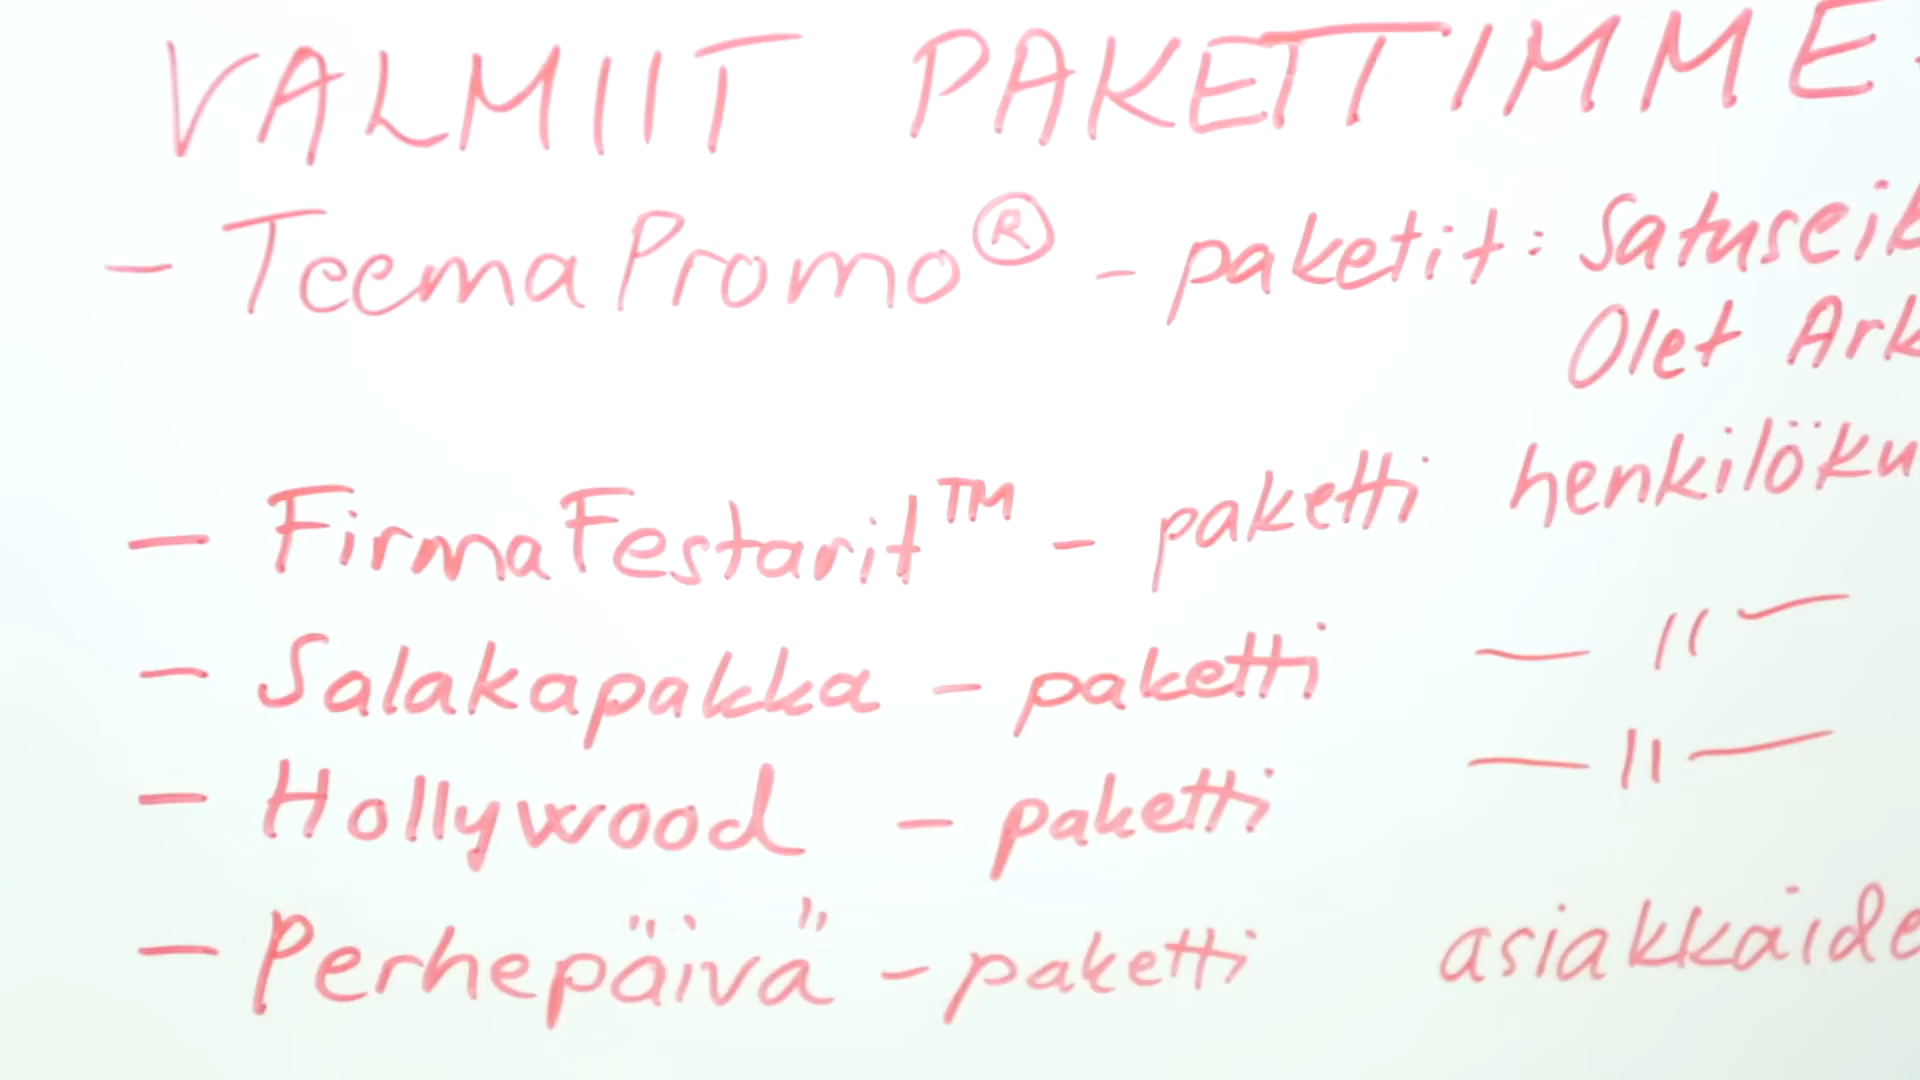 VALMIIT PAKETTIMME:
- TeemaPromo® - paketit: Satuseik
Olet Ark
- FirmaFestarit™ - paketti henkilöku
- Salakapakka - paketti — " —
- Hollywood - paketti — " —
- Perhepäivä - paketti asiakkaide